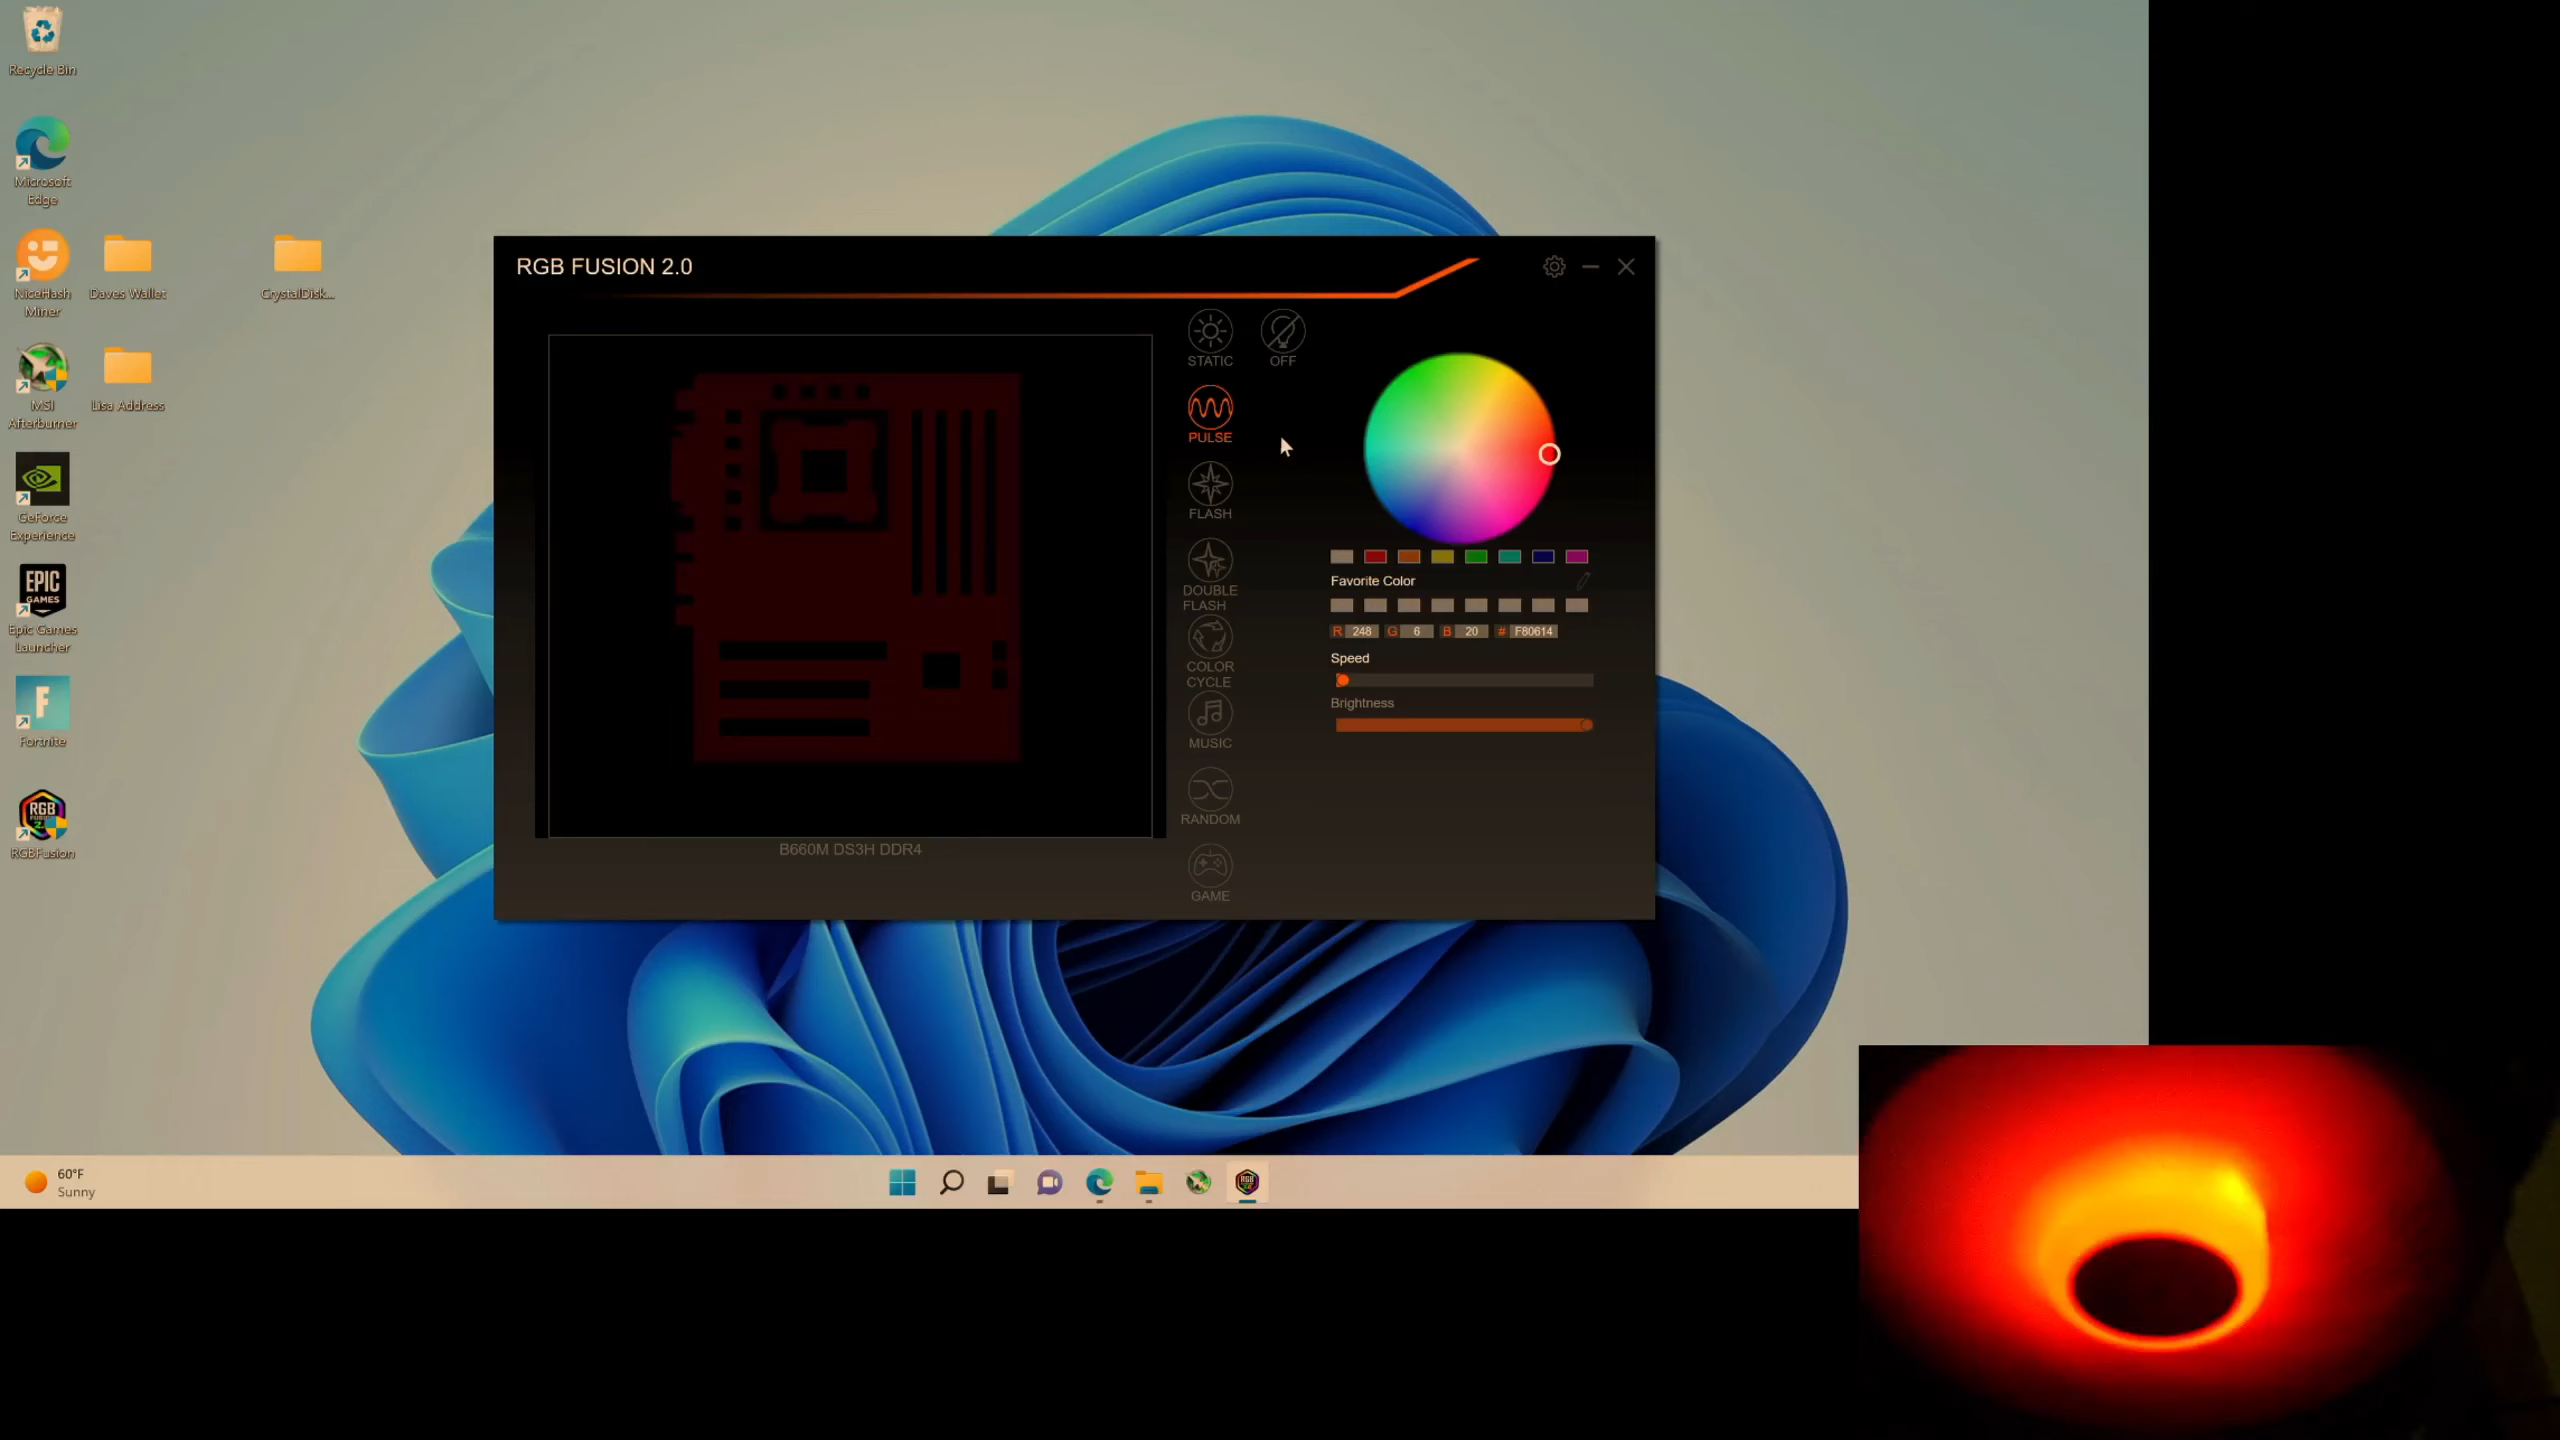 Recycle Bin
Microsoft
Edge
NiceHash
Miner
Daves Wallet
CrystalDisk...
MSI
Afterburner
Lisa Address
GeForce
Experience
EPIC
GAMES
Epic Games
Launcher
F
Fortnite
RGB
RGBFusion
RGB FUSION 2.0
STATIC
OFF
PULSE
FLASH
DOUBLE
FLASH
COLOR
CYCLE
MUSIC
RANDOM
GAME
B660M DS3H DDR4
Favorite Color
R 248 G 6 B 20 # F80614
Speed
Brightness
60°F
Sunny